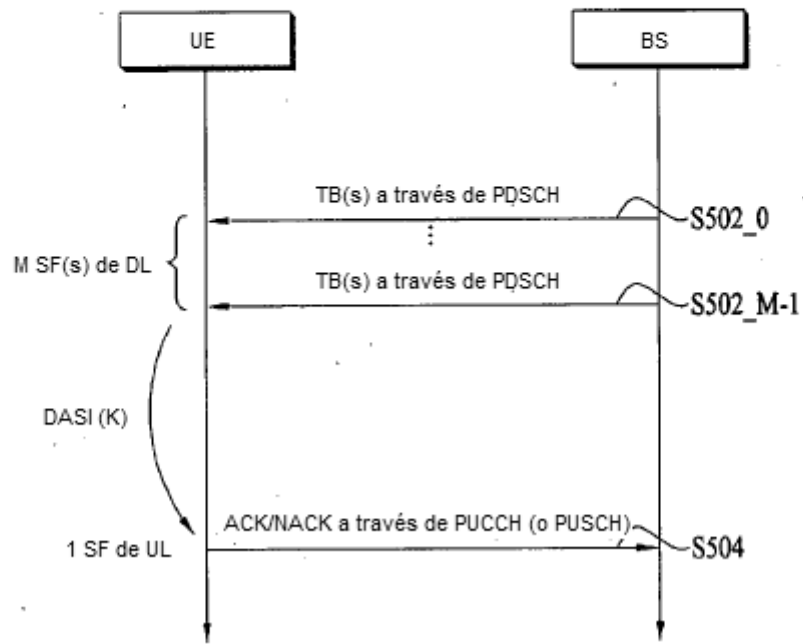 UE
BS
TB(s) a través de PDSCH
S502_0
M SF(s) de DL
TB(s) a través de PDSCH
S502_M-1
DASI (K)
ACK/NACK a través de PUCCH (o PUSCH)
S504
1 SF de UL